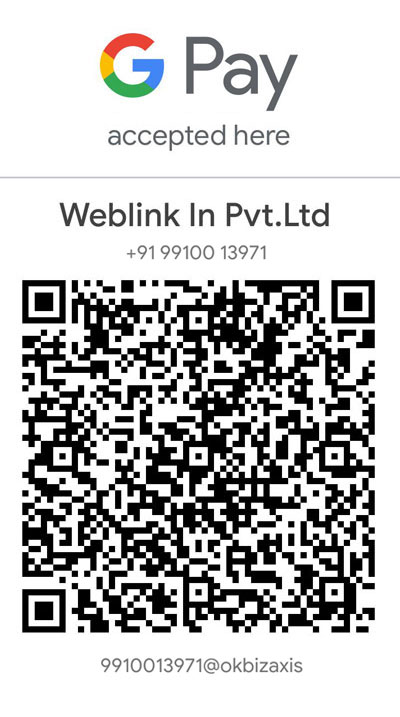 G Pay
accepted here
Weblink In Pvt.Ltd
+91 99100 13971
9910013971@okbizaxis